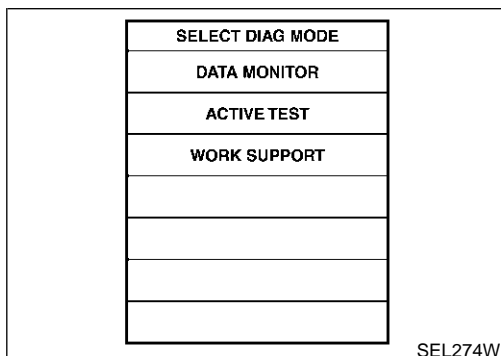 SELECT DIAG MODE
DATA MONITOR
ACTIVE TEST
WORK SUPPORT
SEL274W